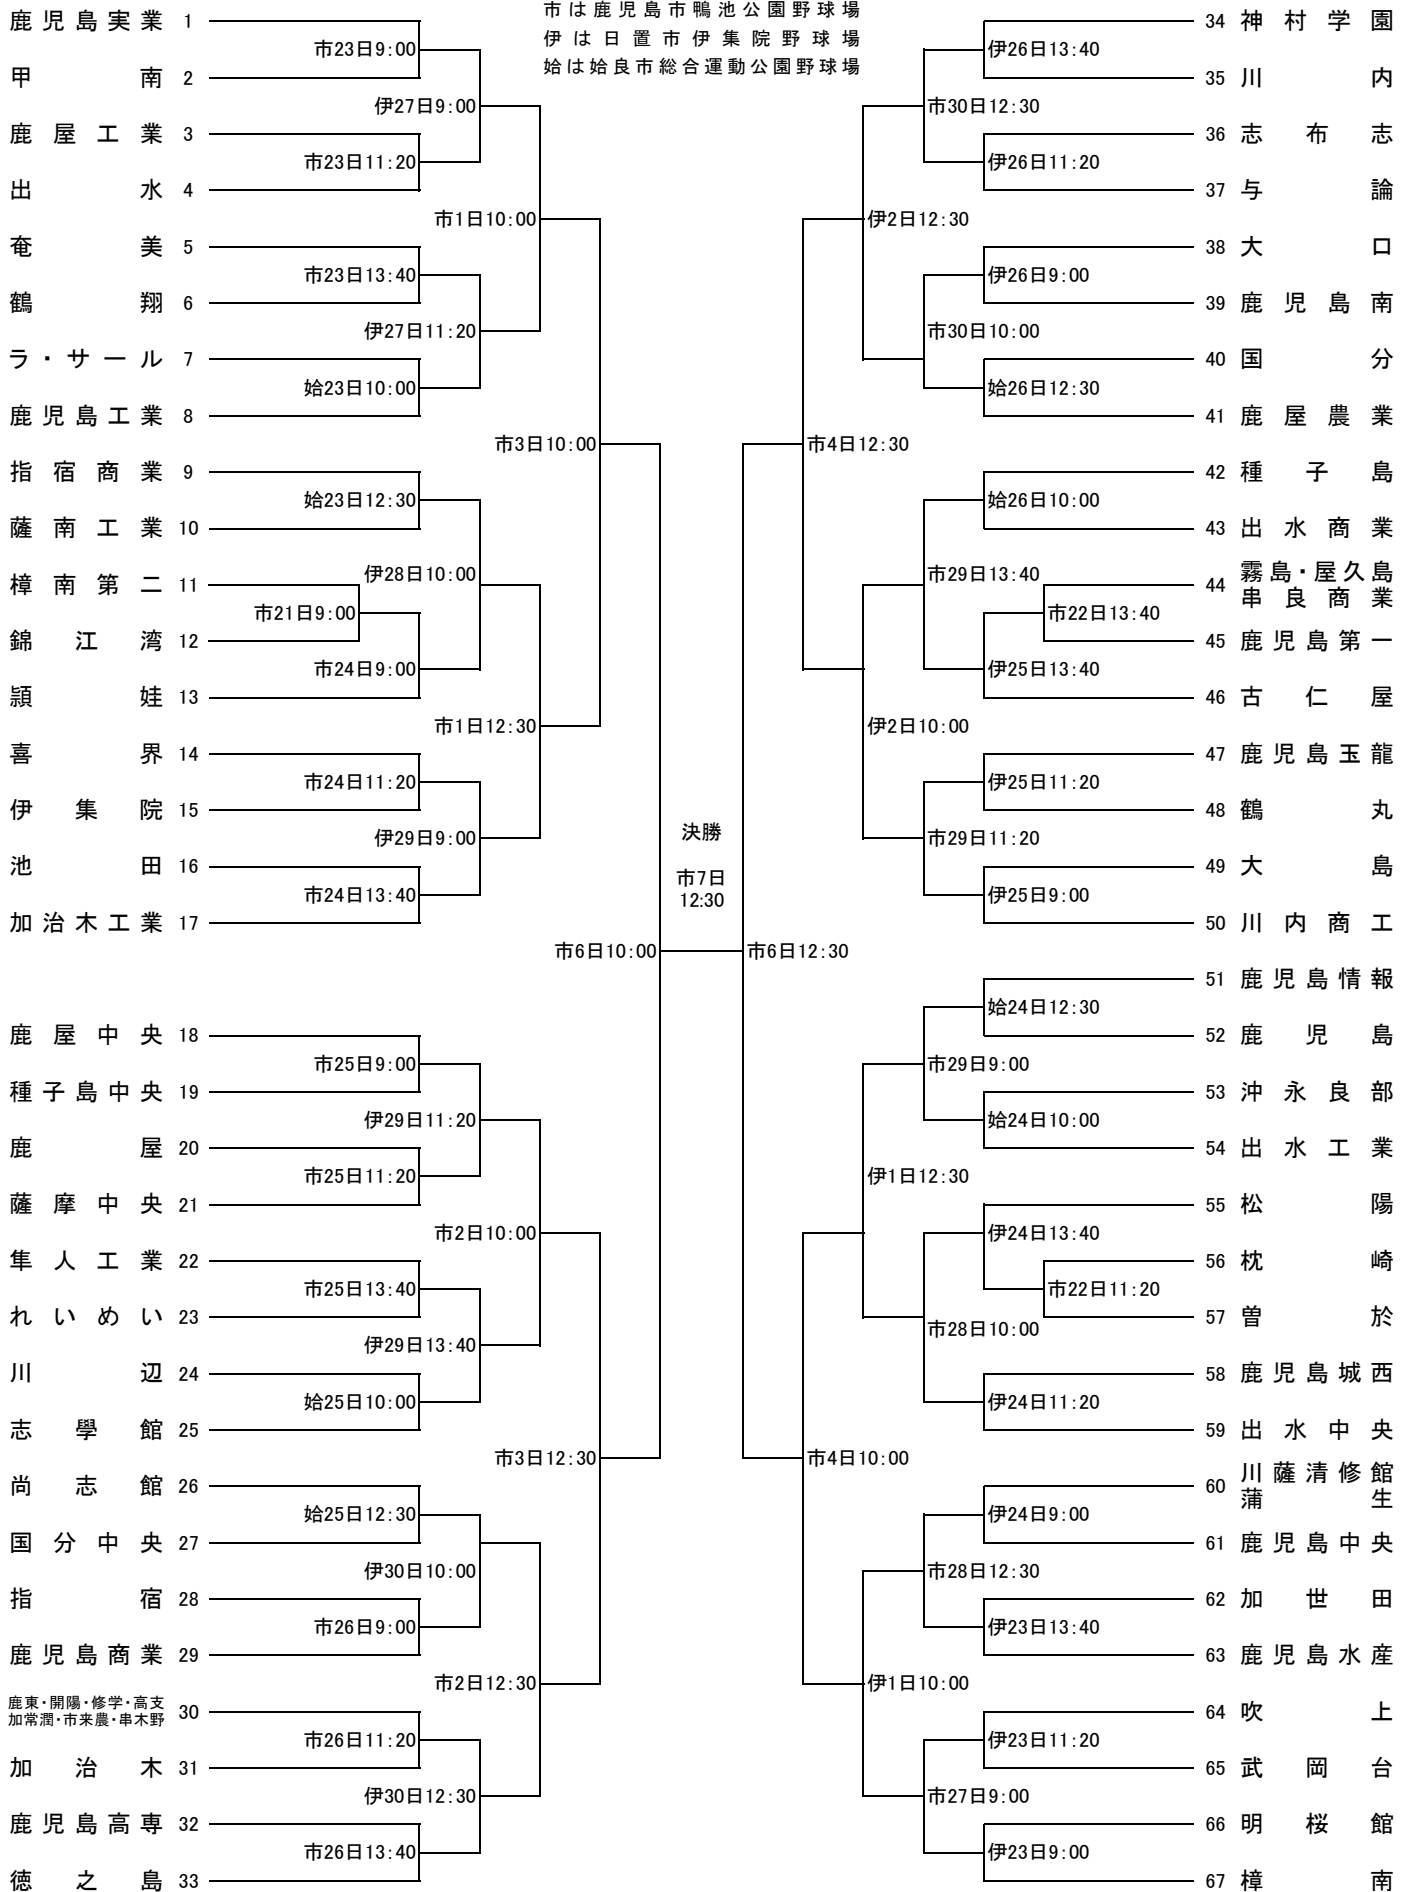 市は鹿児島市鴨池公園野球場
伊は日置市伊集院野球場
姶は姶良市総合運動公園野球場
鹿児島実業 1
市23日9:00
甲南 2
伊27日9:00
鹿屋工業 3
市23日11:20
出水 4
市1日10:00
奄美 5
市23日13:40
鶴翔 6
伊27日11:20
ラ・サール 7
姶23日10:00
鹿児島工業 8
市3日10:00
指宿商業 9
姶23日12:30
薩南工業 10
伊28日10:00
樟南第二 11
市21日9:00
錦江湾 12
市24日9:00
頴娃 13
市1日12:30
喜界 14
市24日11:20
伊集院 15
伊29日9:00
池田 16
市24日13:40
加治木工業 17
市6日10:00
鹿屋中央 18
市25日9:00
種子島中央 19
伊29日11:20
鹿屋 20
市25日11:20
薩摩中央 21
市2日10:00
隼人工業 22
市25日13:40
れいめい 23
伊29日13:40
川辺 24
姶25日10:00
志學館 25
市3日12:30
尚志館 26
姶25日12:30
国分中央 27
伊30日10:00
指宿 28
市26日9:00
鹿児島商業 29
市2日12:30
鹿東・開陽・修学・高支
加常潤・市来農・串木野 30
市26日11:20
加治木 31
伊30日12:30
鹿児島高専 32
市26日13:40
徳之島 33
決勝
市7日
12:30
34 神村学園
伊26日13:40
35 川内
市30日12:30
36 志布志
伊26日11:20
37 与論
伊2日12:30
38 大口
伊26日9:00
39 鹿児島南
市30日10:00
40 国分
姶26日12:30
41 鹿屋農業
市4日12:30
42 種子島
姶26日10:00
43 出水商業
市29日13:40
44 霧島・屋久島
串良商業
市22日13:40
45 鹿児島第一
伊25日13:40
46 古仁屋
伊2日10:00
47 鹿児島玉龍
伊25日11:20
48 鶴丸
市29日11:20
49 大島
伊25日9:00
50 川内商工
市6日12:30
51 鹿児島情報
姶24日12:30
52 鹿児島
市29日9:00
53 沖永良部
姶24日10:00
54 出水工業
伊1日12:30
55 松陽
伊24日13:40
56 枕崎
市22日11:20
57 曽於
市28日10:00
58 鹿児島城西
伊24日11:20
59 出水中央
市4日10:00
60 川薩清修館
蒲生
伊24日9:00
61 鹿児島中央
市28日12:30
62 加世田
伊23日13:40
63 鹿児島水産
伊1日10:00
64 吹上
伊23日11:20
65 武岡台
市27日9:00
66 明桜館
伊23日9:00
67 樟南